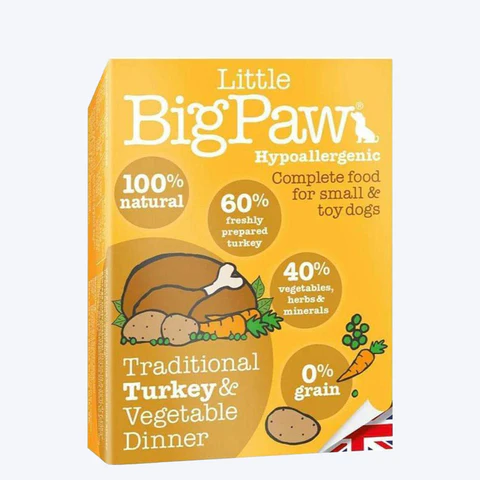 Little
BigPaw®
Hypoallergenic
Complete food
for small &
toy dogs
100%
natural
60%
freshly
prepared
turkey
40%
vegetables,
herbs &
minerals
Traditional
Turkey &
Vegetable
Dinner
0%
grain